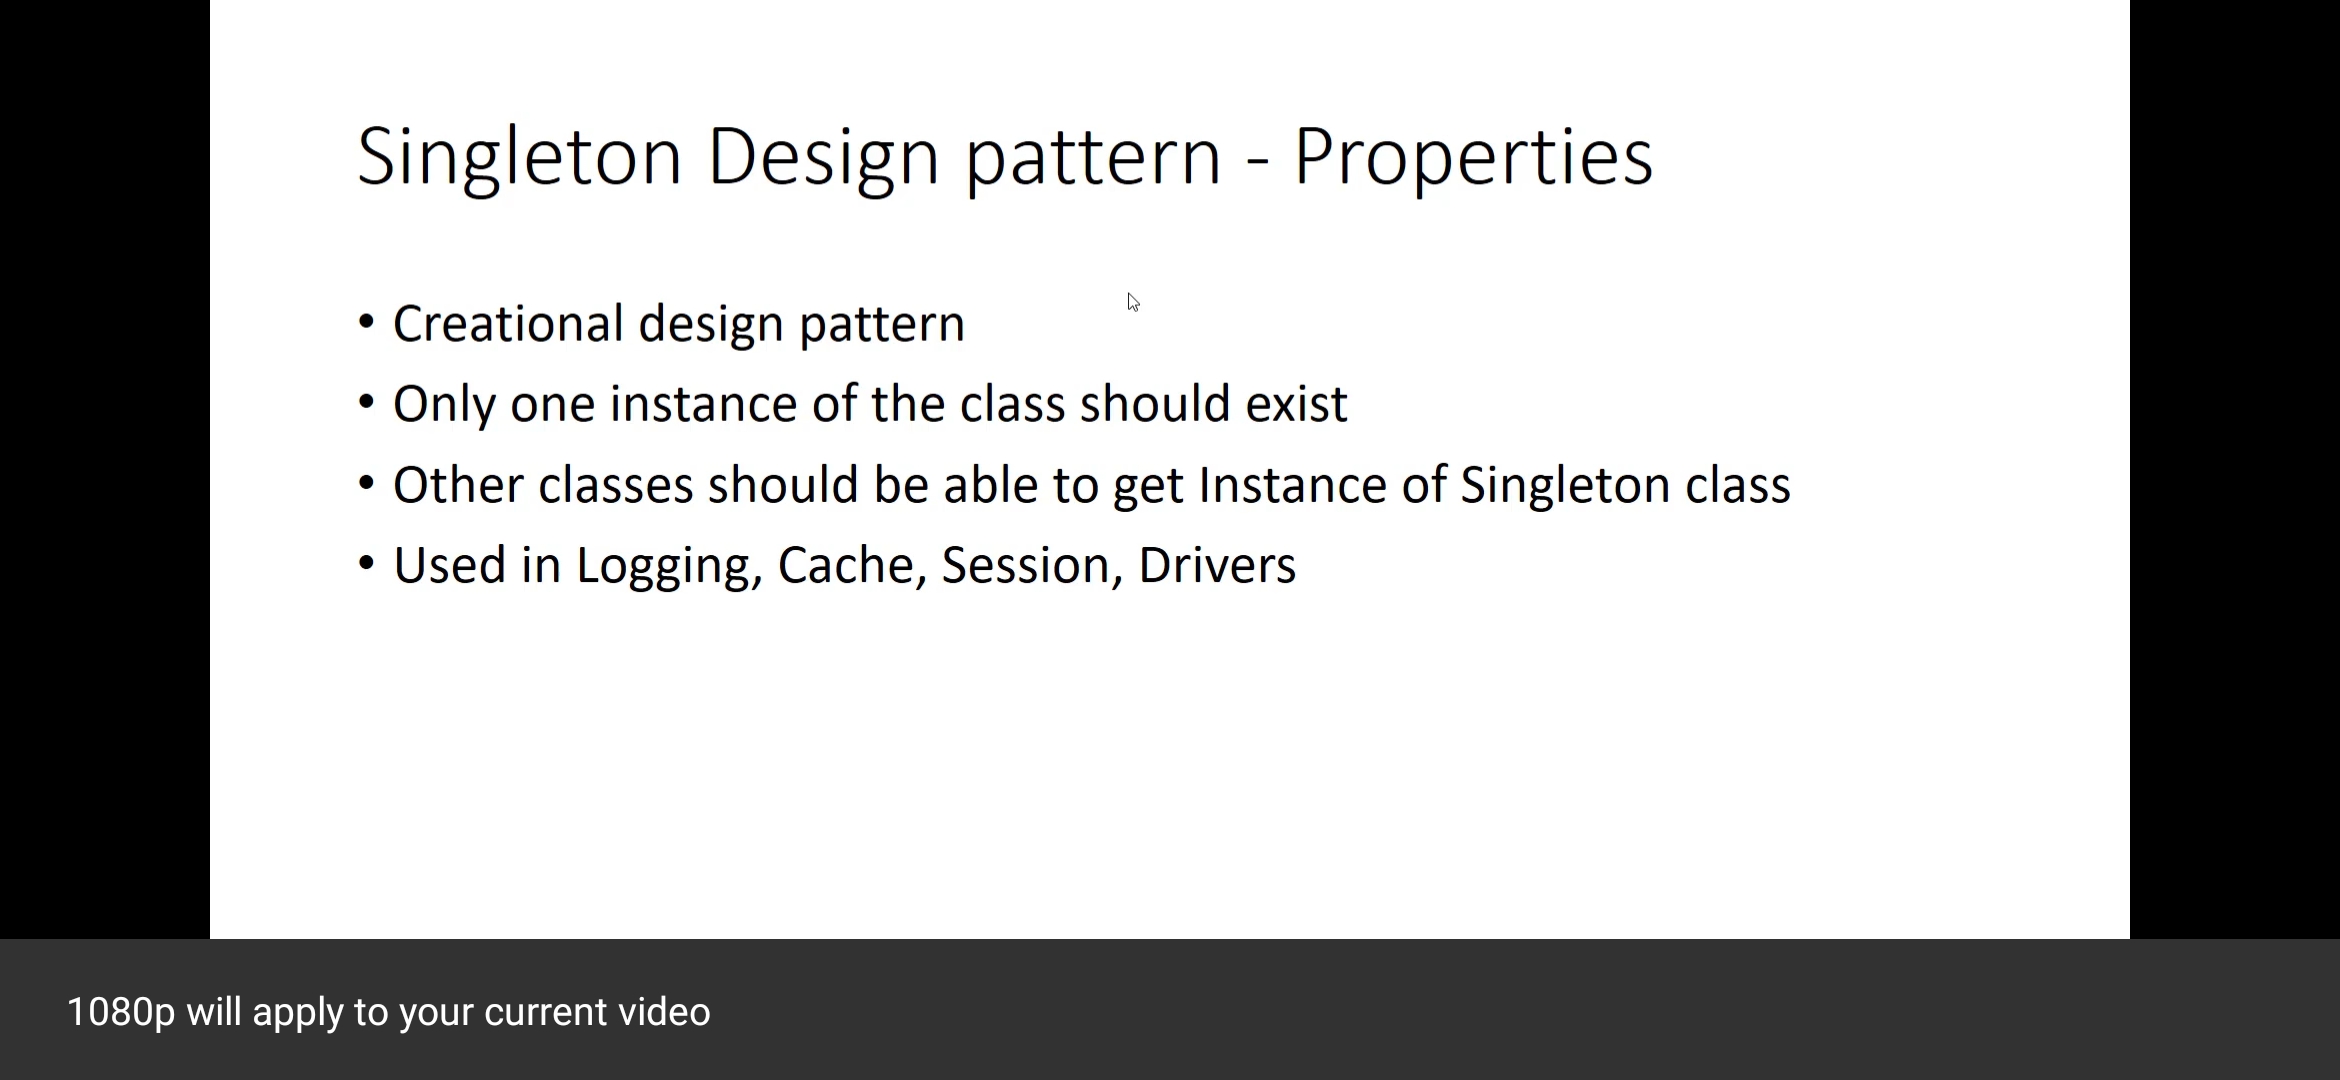 Singleton Design pattern - Properties
• Creational design pattern
• Only one instance of the class should exist
• Other classes should be able to get Instance of Singleton class
• Used in Logging, Cache, Session, Drivers
1080p will apply to your current video